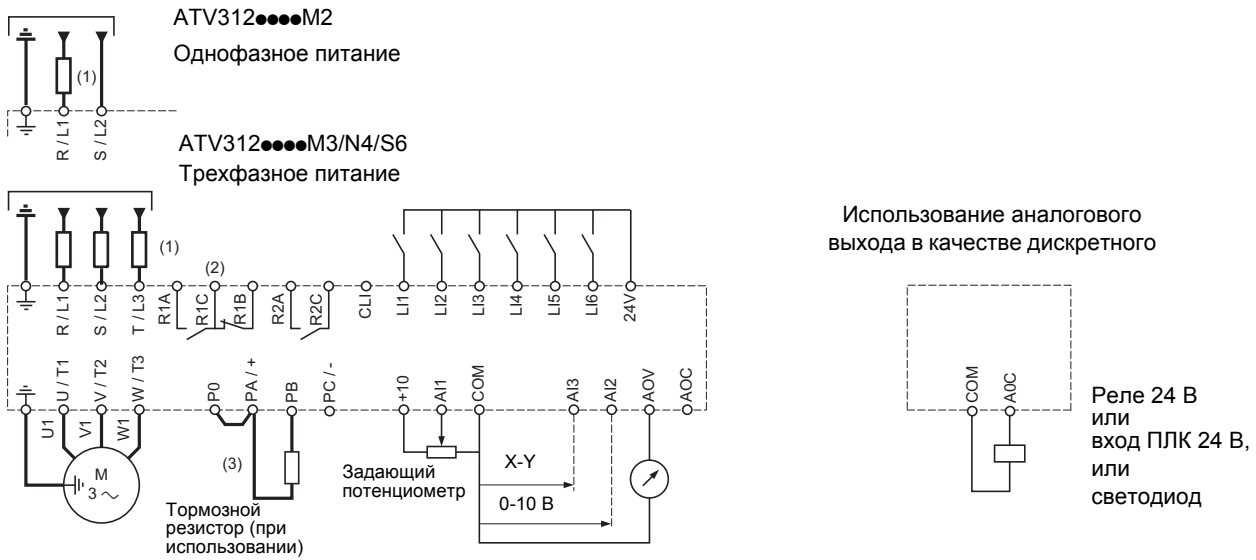 ATV312●●●●M2
Однофазное питание
(1)
R / L1
S / L2
ATV312●●●●M3/N4/S6
Трехфазное питание
(1)
(2)
R / L1
S / L2
T / L3
R1A
R1C
R1B
R2A
R2C
CLI
LI1
LI2
LI3
LI4
LI5
LI6
24V
U / T1
V / T2
W / T3
P0
PA / +
PB
PC / -
+10
AI1
COM
AI3
AI2
AOV
AOC
U1
V1
W1
M
3 ~
(3)
Тормозной
резистор (при
использовании)
Задающий
потенциометр
X-Y
0-10 В
Использование аналогового
выхода в качестве дискретного
COM
A0C
Реле 24 В
или
вход ПЛК 24 В,
или
светодиод